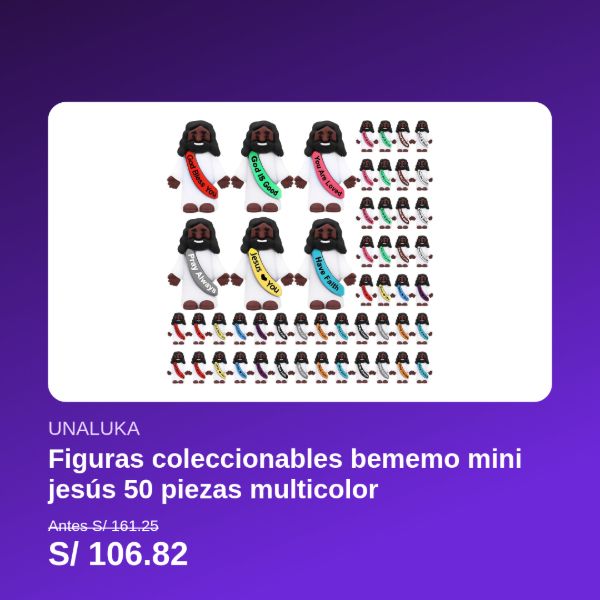 God Bless You
God is Good
You Are Loved
Pray Always
Jesus ❤ You
Have Faith
UNALUKA
Figuras coleccionables bememo mini
jesús 50 piezas multicolor
Antes S/ 161.25
S/ 106.82